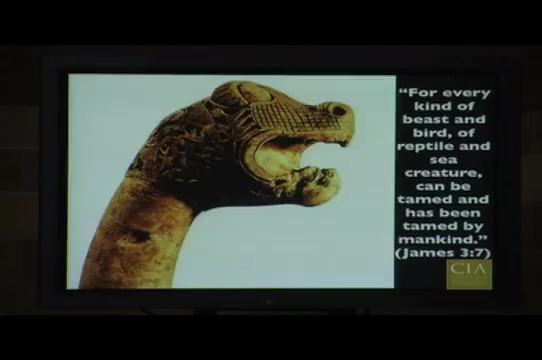 “For every
kind of
beast and
bird, of
reptile and
sea
creature,
can be
tamed and
has been
tamed by
mankind.”
(James 3:7)
CIA